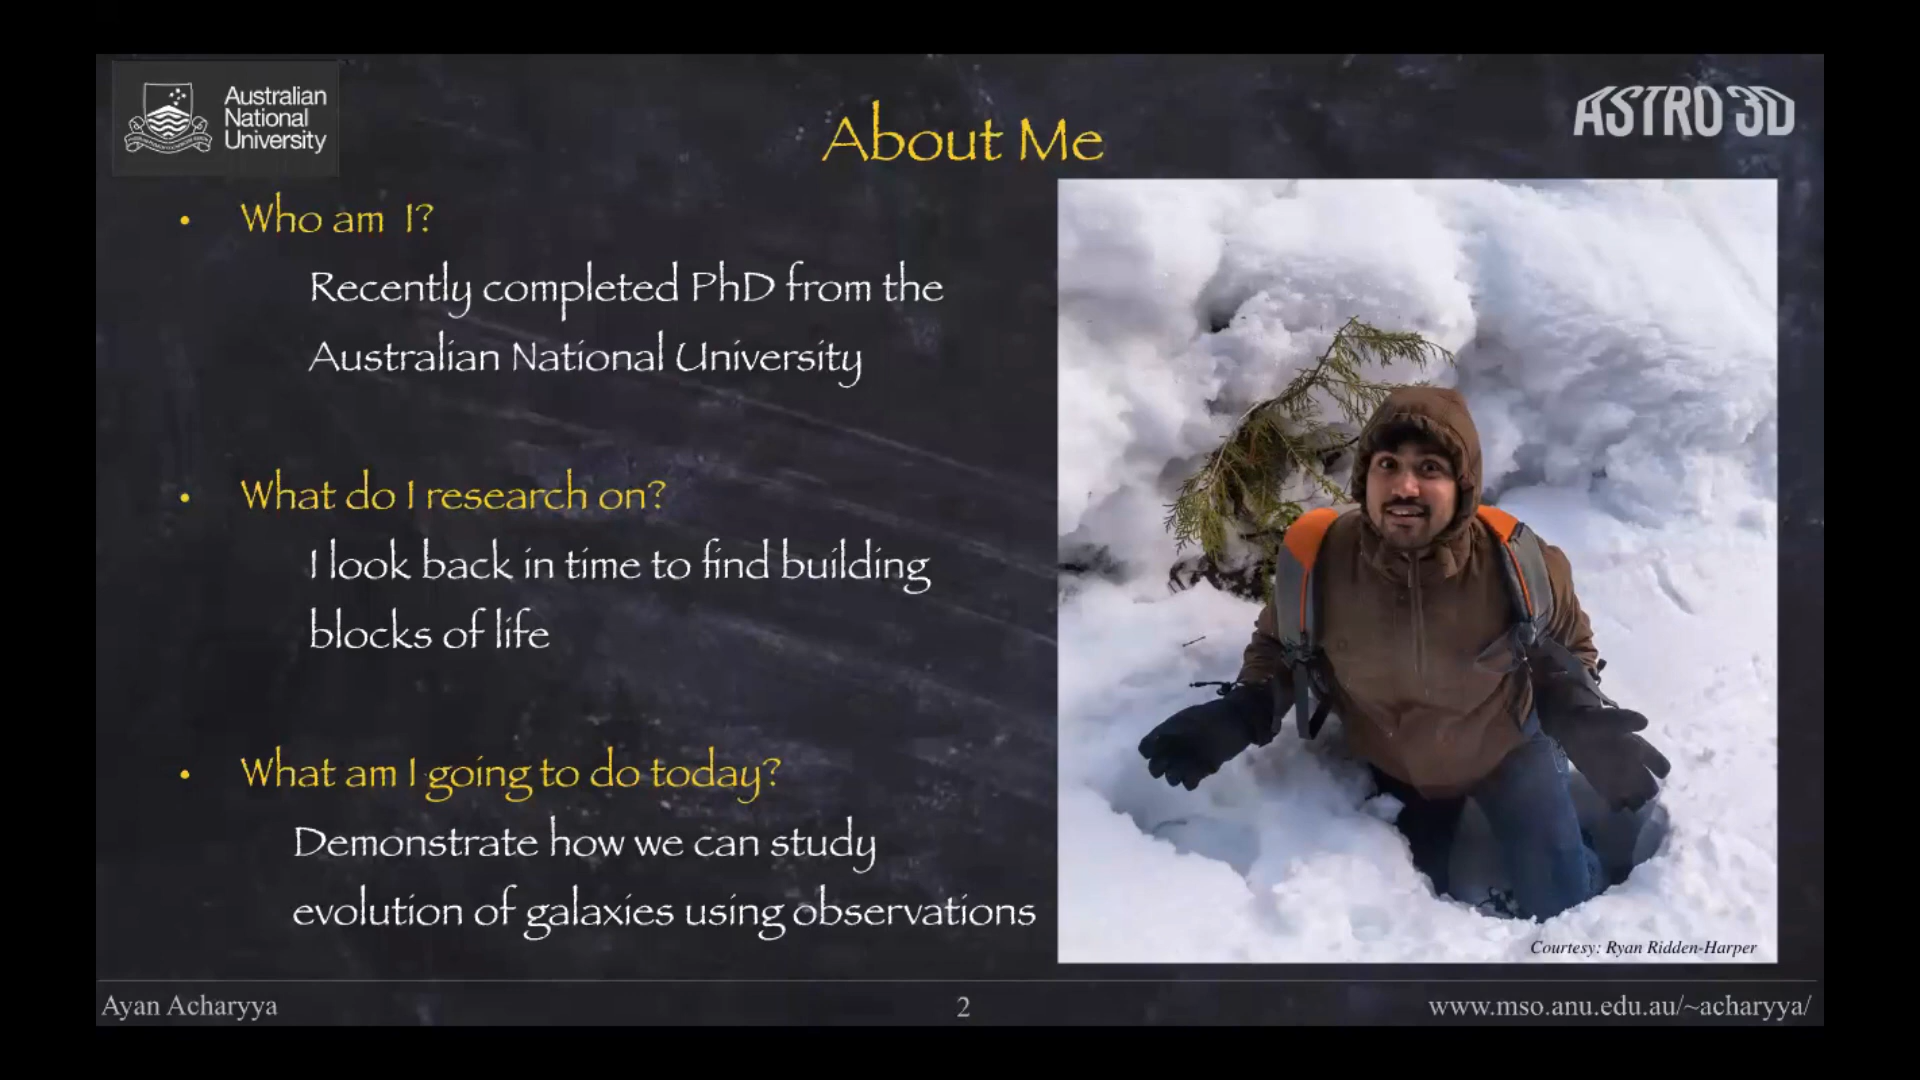 Australian
National
University
About Me
ASTRO 3D
• Who am I?
Recently completed PhD from the
Australian National University
• What do I research on?
I look back in time to find building
blocks of life
• What am I going to do today?
Demonstrate how we can study
evolution of galaxies using observations
Courtesy: Ryan Ridden-Harper
Ayan Acharyya
2
www.mso.anu.edu.au/~acharyya/